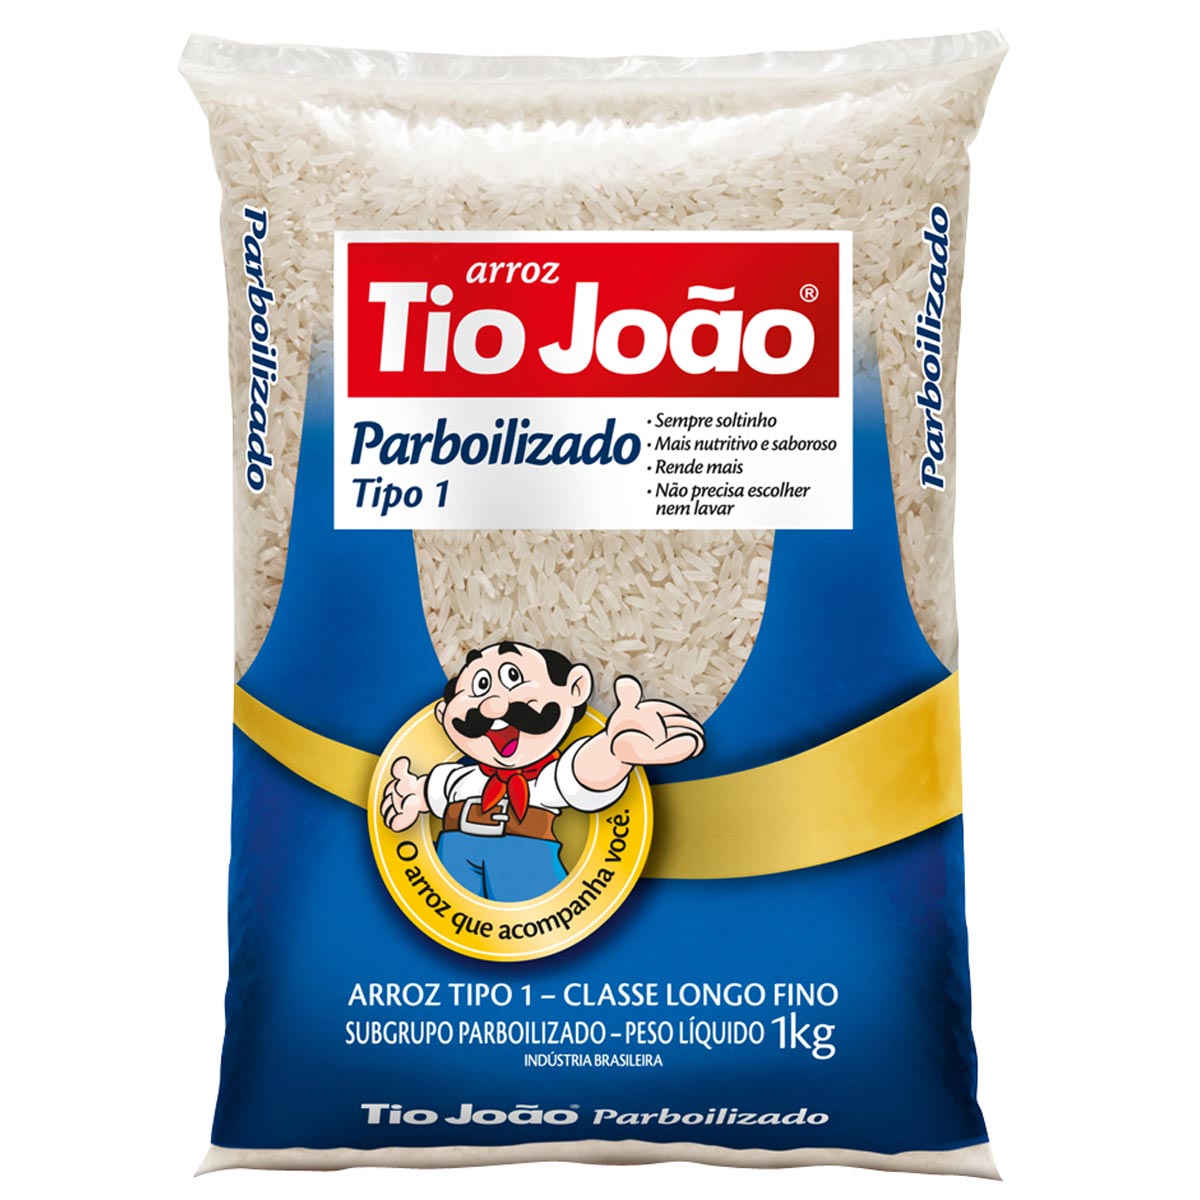 arroz
Tio João®
Parboilizado
Tipo 1
• Sempre soltinho
• Mais nutritivo e saboroso
• Rende mais
• Não precisa escolher
nem lavar
Parboilizado
Parboilizado
O arroz que acompanha você.
ARROZ TIPO 1 – CLASSE LONGO FINO
SUBGRUPO PARBOILIZADO – PESO LÍQUIDO 1kg
INDÚSTRIA BRASILEIRA
Tio João® Parboilizado